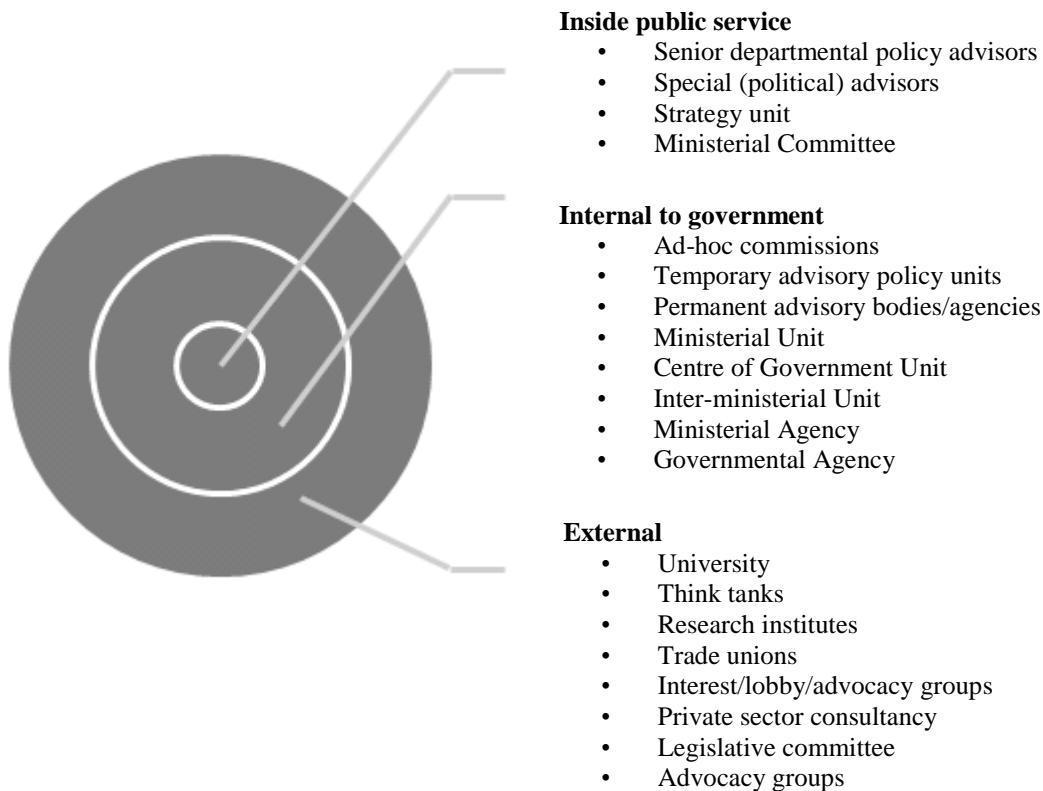 Inside public service
• Senior departmental policy advisors
• Special (political) advisors
• Strategy unit
• Ministerial Committee
Internal to government
• Ad-hoc commissions
• Temporary advisory policy units
• Permanent advisory bodies/agencies
• Ministerial Unit
• Centre of Government Unit
• Inter-ministerial Unit
• Ministerial Agency
• Governmental Agency
External
• University
• Think tanks
• Research institutes
• Trade unions
• Interest/lobby/advocacy groups
• Private sector consultancy
• Legislative committee
• Advocacy groups